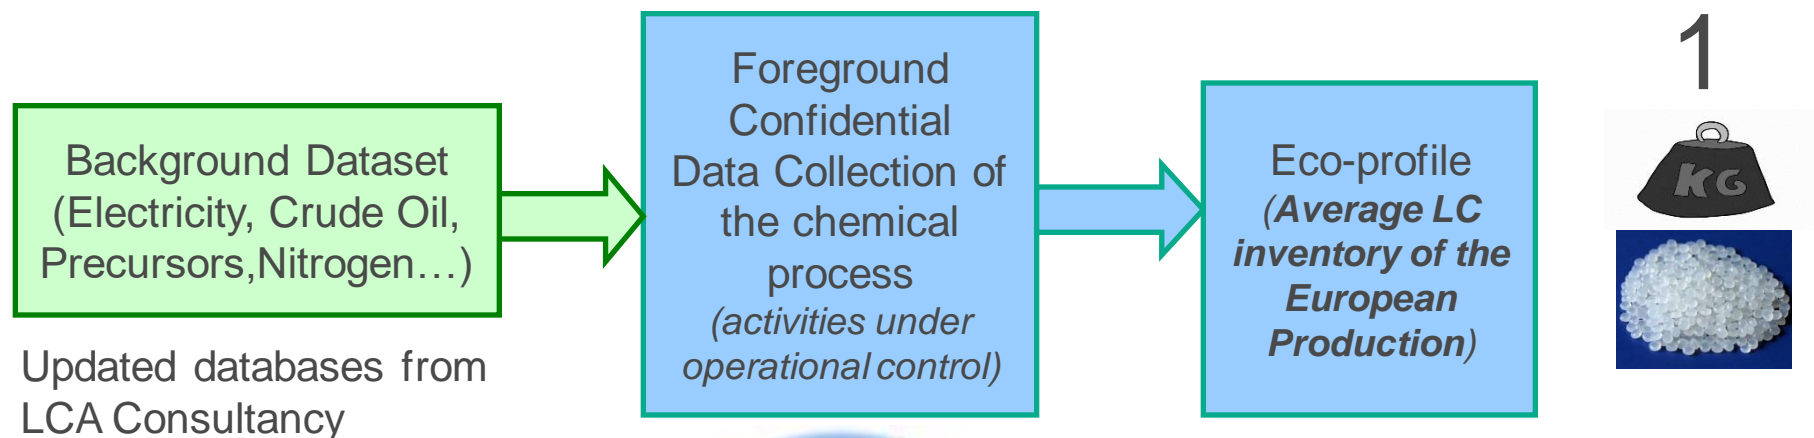 Background Dataset
(Electricity, Crude Oil,
Precursors,Nitrogen…)
Updated databases from
LCA Consultancy
Foreground
Confidential
Data Collection of
the chemical
process
(activities under
operational control)
Eco-profile
(Average LC
inventory of the
European
Production)
1
KG